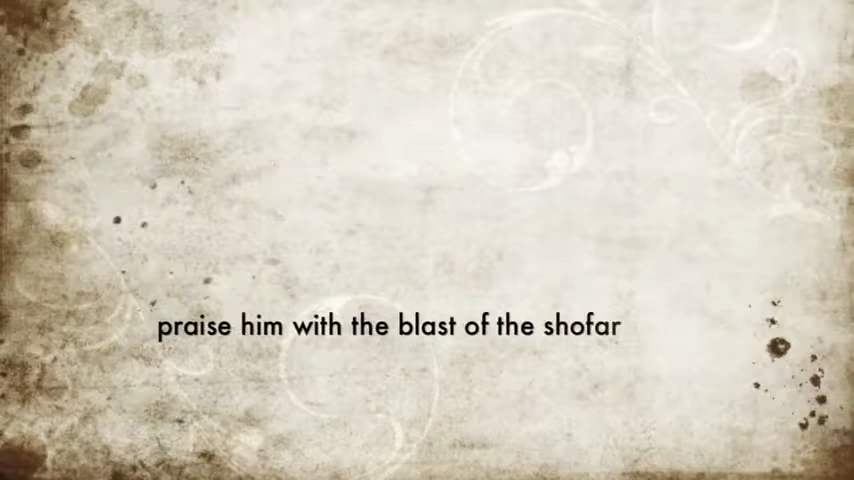 praise him with the blast of the shofar